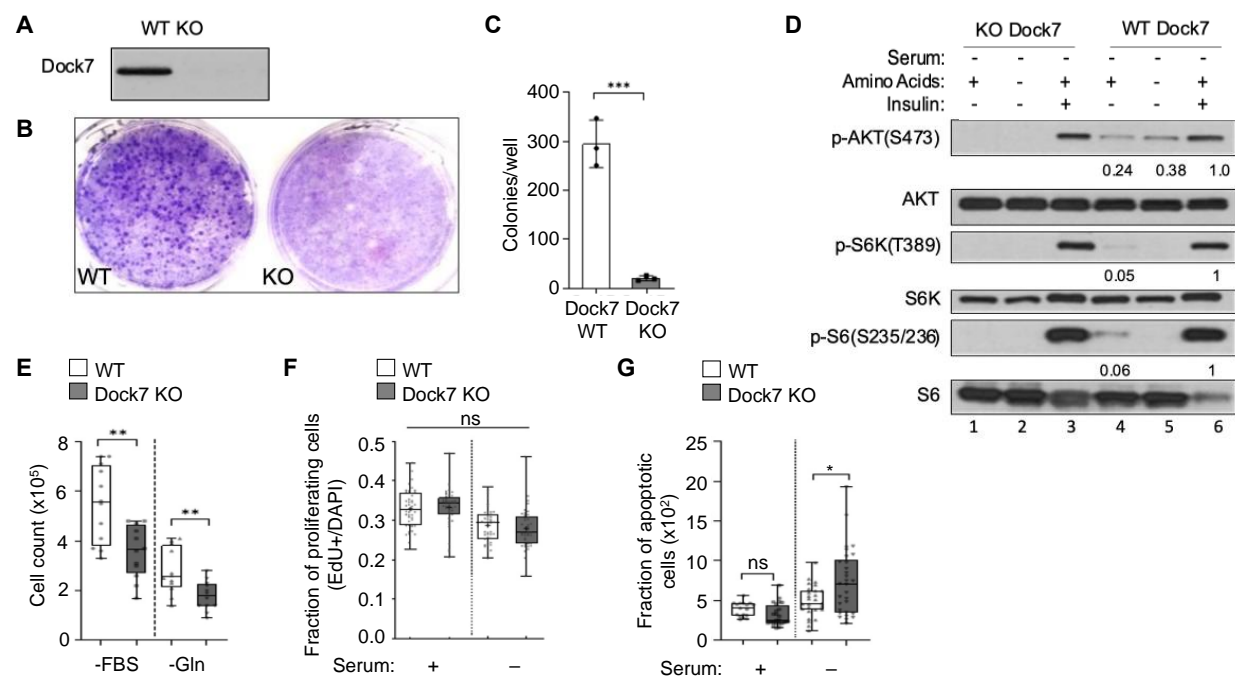 A
WT KO
Dock7
B
WT
KO
C
Colonies/well
400
300
200
100
0
***
Dock7 WT
Dock7 KO
D
KO Dock7 WT Dock7
Serum: - - - - - -
Amino Acids: + - + + - +
Insulin: - - + - - +
p-AKT(S473)
0.24 0.38 1.0
AKT
p-S6K(T389)
0.05 1
S6K
p-S6(S235/236)
0.06 1
S6
1 2 3 4 5 6
E
WT
Dock7 KO
Cell count (x10⁵)
8
6
4
2
0
**
**
-FBS -Gln
F
WT
Dock7 KO
Fraction of proliferating cells
(EdU+/DAPI)
ns
0.5
0.4
0.3
0.2
0.1
0.0
Serum: + –
G
WT
Dock7 KO
Fraction of apoptotic
cells (x10²)
25
20
15
10
5
0
ns
*
Serum: + –